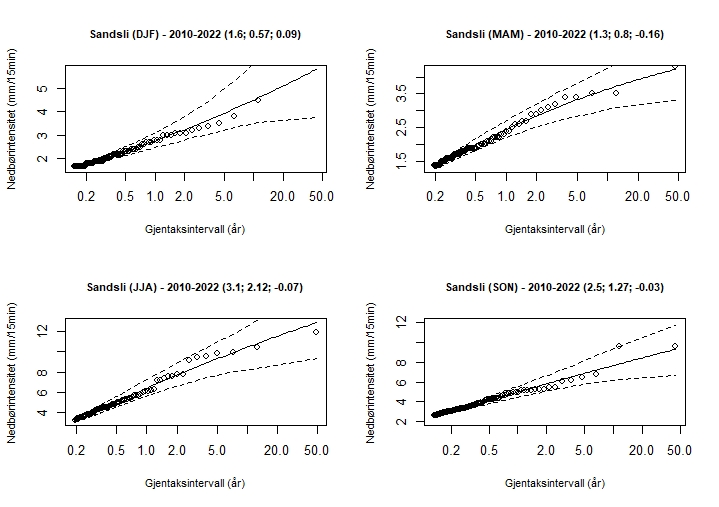 Sandsli (DJF) - 2010-2022 (1.6; 0.57; 0.09)
Nedbørintensitet (mm/15min)
5
4
3
2
0.2 0.5 1.0 2.0 5.0 20.0 50.0
Gjentaksintervall (år)
Sandsli (MAM) - 2010-2022 (1.3; 0.8; -0.16)
Nedbørintensitet (mm/15min)
3.5
2.5
1.5
0.2 0.5 1.0 2.0 5.0 20.0 50.0
Gjentaksintervall (år)
Sandsli (JJA) - 2010-2022 (3.1; 2.12; -0.07)
Nedbørintensitet (mm/15min)
12
8
6
4
0.2 0.5 1.0 2.0 5.0 20.0 50.0
Gjentaksintervall (år)
Sandsli (SON) - 2010-2022 (2.5; 1.27; -0.03)
Nedbørintensitet (mm/15min)
12
8
6
4
2
0.2 0.5 1.0 2.0 5.0 20.0 50.0
Gjentaksintervall (år)